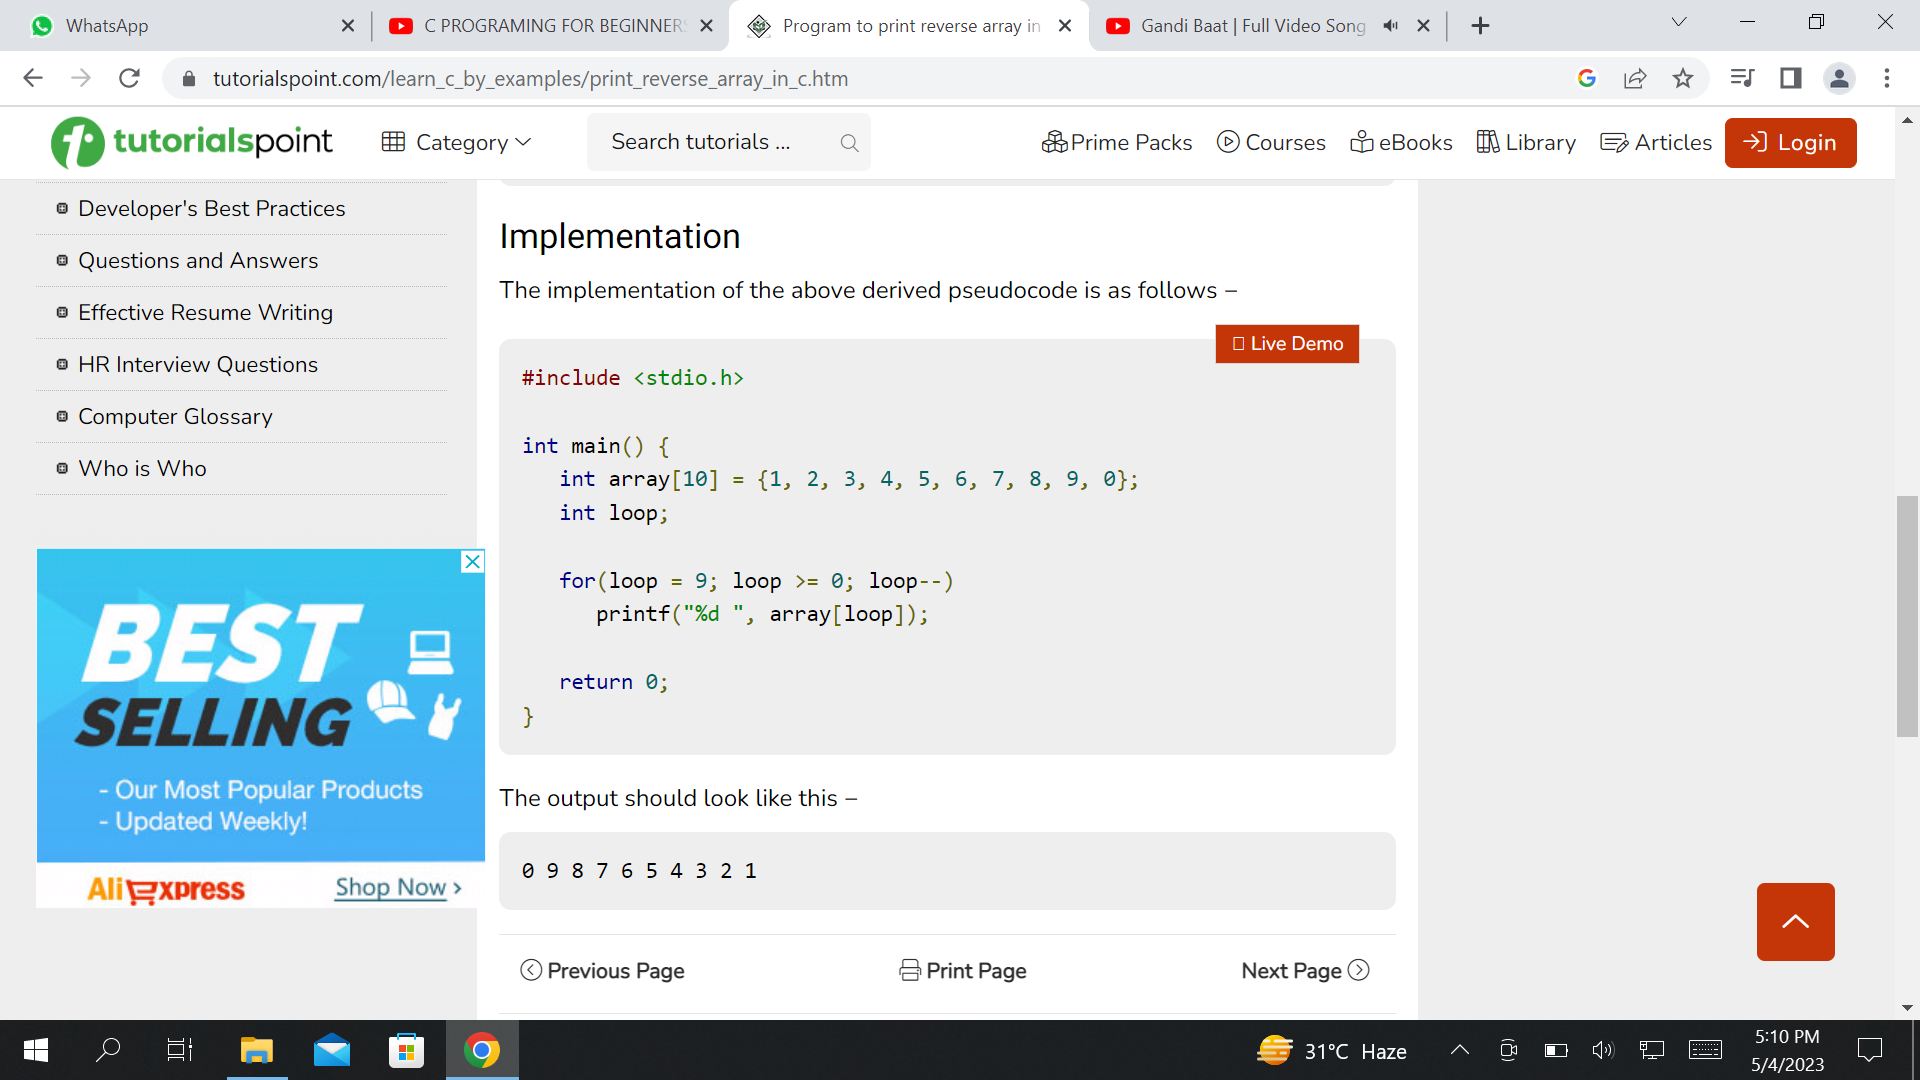 WhatsApp
C PROGRAMING FOR BEGINNERS
Program to print reverse array in
Gandi Baat | Full Video Song
tutorialspoint.com/learn_c_by_examples/print_reverse_array_in_c.htm
tutorialspoint
Category
Search tutorials ...
Prime Packs
Courses
eBooks
Library
Articles
Login
Developer's Best Practices
Questions and Answers
Effective Resume Writing
HR Interview Questions
Computer Glossary
Who is Who
BEST
SELLING
- Our Most Popular Products
- Updated Weekly!
AliExpress
Shop Now >
Implementation
The implementation of the above derived pseudocode is as follows −
Live Demo
#include <stdio.h>
int main() {
int array[10] = {1, 2, 3, 4, 5, 6, 7, 8, 9, 0};
int loop;
for(loop = 9; loop >= 0; loop--)
printf("%d ", array[loop]);
return 0;
}
The output should look like this −
0 9 8 7 6 5 4 3 2 1
Previous Page
Print Page
Next Page
31°C Haze
5:10 PM
5/4/2023